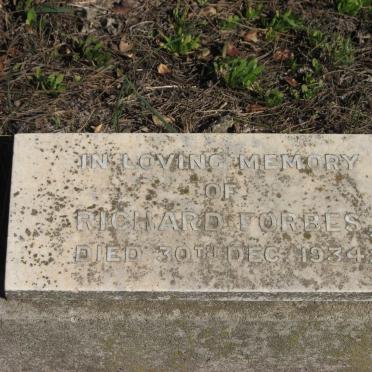 IN LOVING MEMORY
OF
RICHARD FORBES
DIED 30TH DEC. 1934